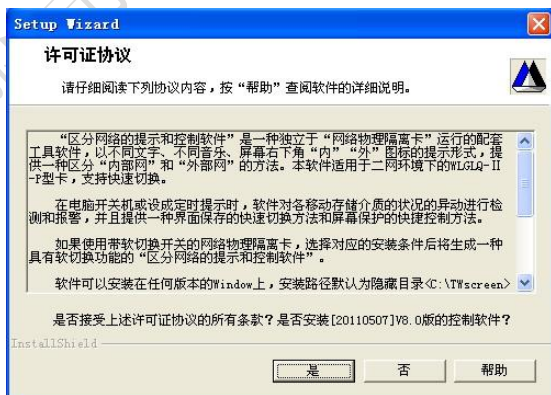 Setup Wizard
许可证协议
请仔细阅读下列协议内容，按“帮助”查阅软件的详细说明。
“区分网络的提示和控制软件”是一种独立于“网络物理隔离卡”运行的配套
工具软件，以不同文字、不同音乐、屏幕右下角“内”“外”图标的提示形式，提
供一种区分“内部网”和“外部网”的方法。本软件适用于二网环境下的WLGLQ-II
-P型卡，支持快速切换。
在电脑开关机或设成定时提示时，软件对各移动存储介质的状况的异动进行检
测和报警，并且提供一种界面保存的快速切换方法和屏幕保护的快捷控制方法。
如果使用带软切换开关的网络物理隔离卡，选择对应的安装条件后将生成一种
具有软切换功能的“区分网络的提示和控制软件”。
软件可以安装在任何版本的Window上，安装路径默认为隐藏目录<C:\TWscreen>
是否接受上述许可证协议的所有条款？是否安装[20110507]V8.0版的控制软件？
InstallShield
是
否
帮助